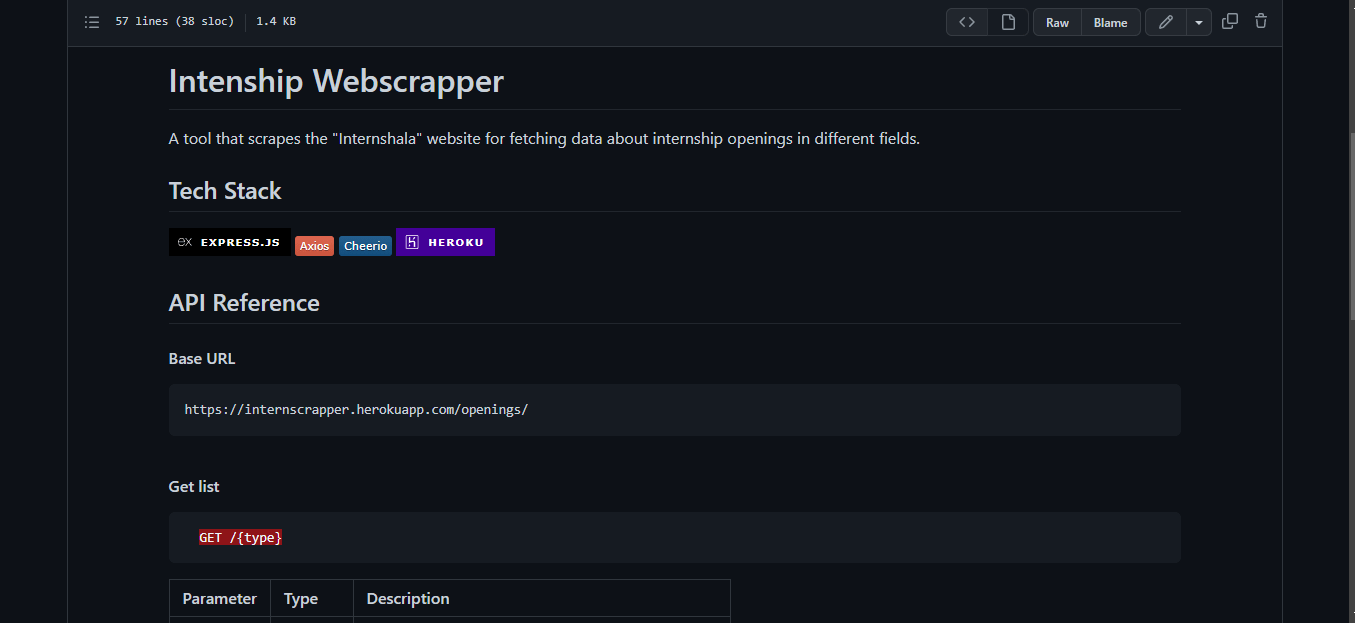 57 lines (38 sloc) 1.4 KB Raw Blame
Intenship Webscrapper
A tool that scrapes the "Internshala" website for fetching data about internship openings in different fields.
Tech Stack
EX EXPRESS.JS Axios Cheerio HEROKU
API Reference
Base URL
https://internscrapper.herokuapp.com/openings/
Get list
GET /{type}
Parameter Type Description